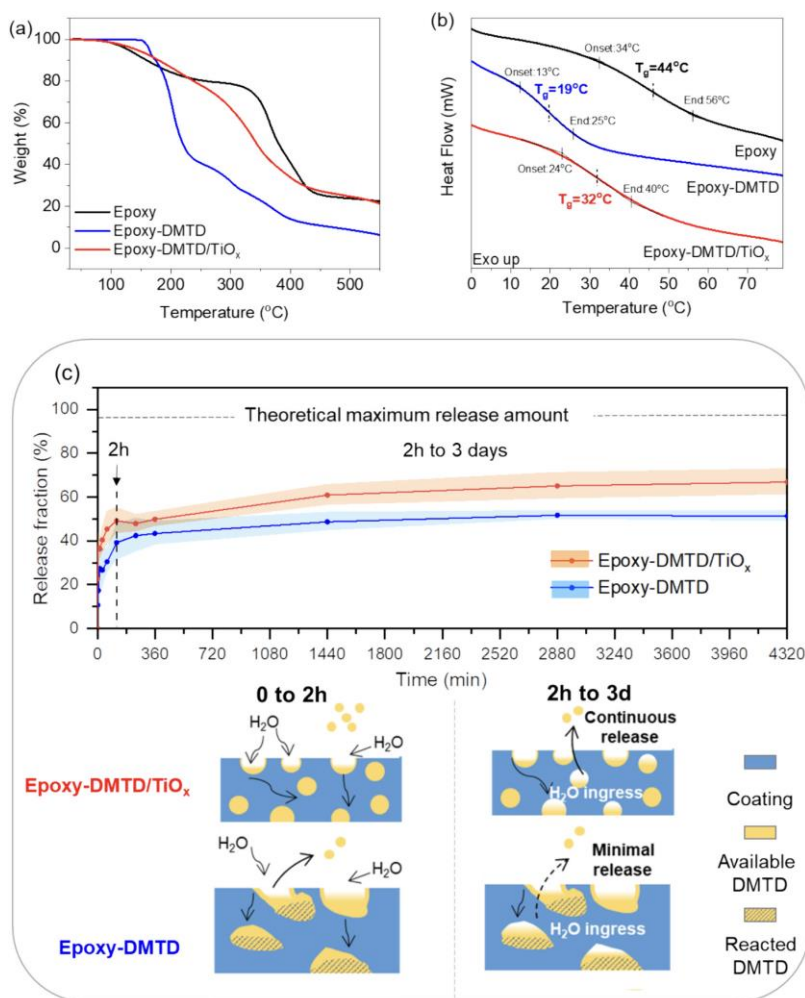 (a)
100
80
60
40
20
0
Weight (%)
Epoxy
Epoxy-DMTD
Epoxy-DMTD/TiOx
100
200
300
400
500
Temperature (°C)
(b)
Heat Flow (mW)
Onset:34°C
Tg=44°C
Onset:13°C
Tg=19°C
End:56°C
End:25°C
Epoxy
Onset:24°C
End:40°C
Epoxy-DMTD
Tg=32°C
Exo up
Epoxy-DMTD/TiOx
0
10
20
30
40
50
60
70
Temperature (°C)
(c)
100
80
60
40
20
0
Release fraction (%)
Theoretical maximum release amount
2h
2h to 3 days
Epoxy-DMTD/TiOx
Epoxy-DMTD
0
360
720
1080
1440
1800
2160
2520
2880
3240
3600
3960
4320
Time (min)
0 to 2h
2h to 3d
H2O
H2O
Continuous
release
Epoxy-DMTD/TiOx
H2O ingress
Coating
H2O
H2O
Minimal
release
Available
DMTD
Epoxy-DMTD
H2O ingress
Reacted
DMTD